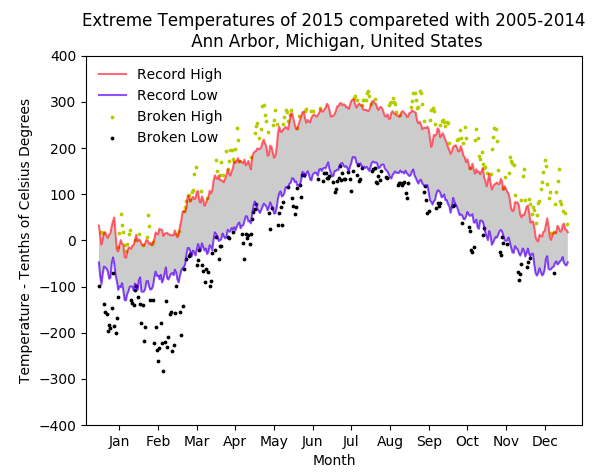 Extreme Temperatures of 2015 compareted with 2005-2014
Ann Arbor, Michigan, United States
Record High
Record Low
Broken High
Broken Low
Temperature - Tenths of Celsius Degrees
400
300
200
100
0
−100
−200
−300
−400
Jan Feb Mar Apr May Jun Jul Aug Sep Oct Nov Dec
Month